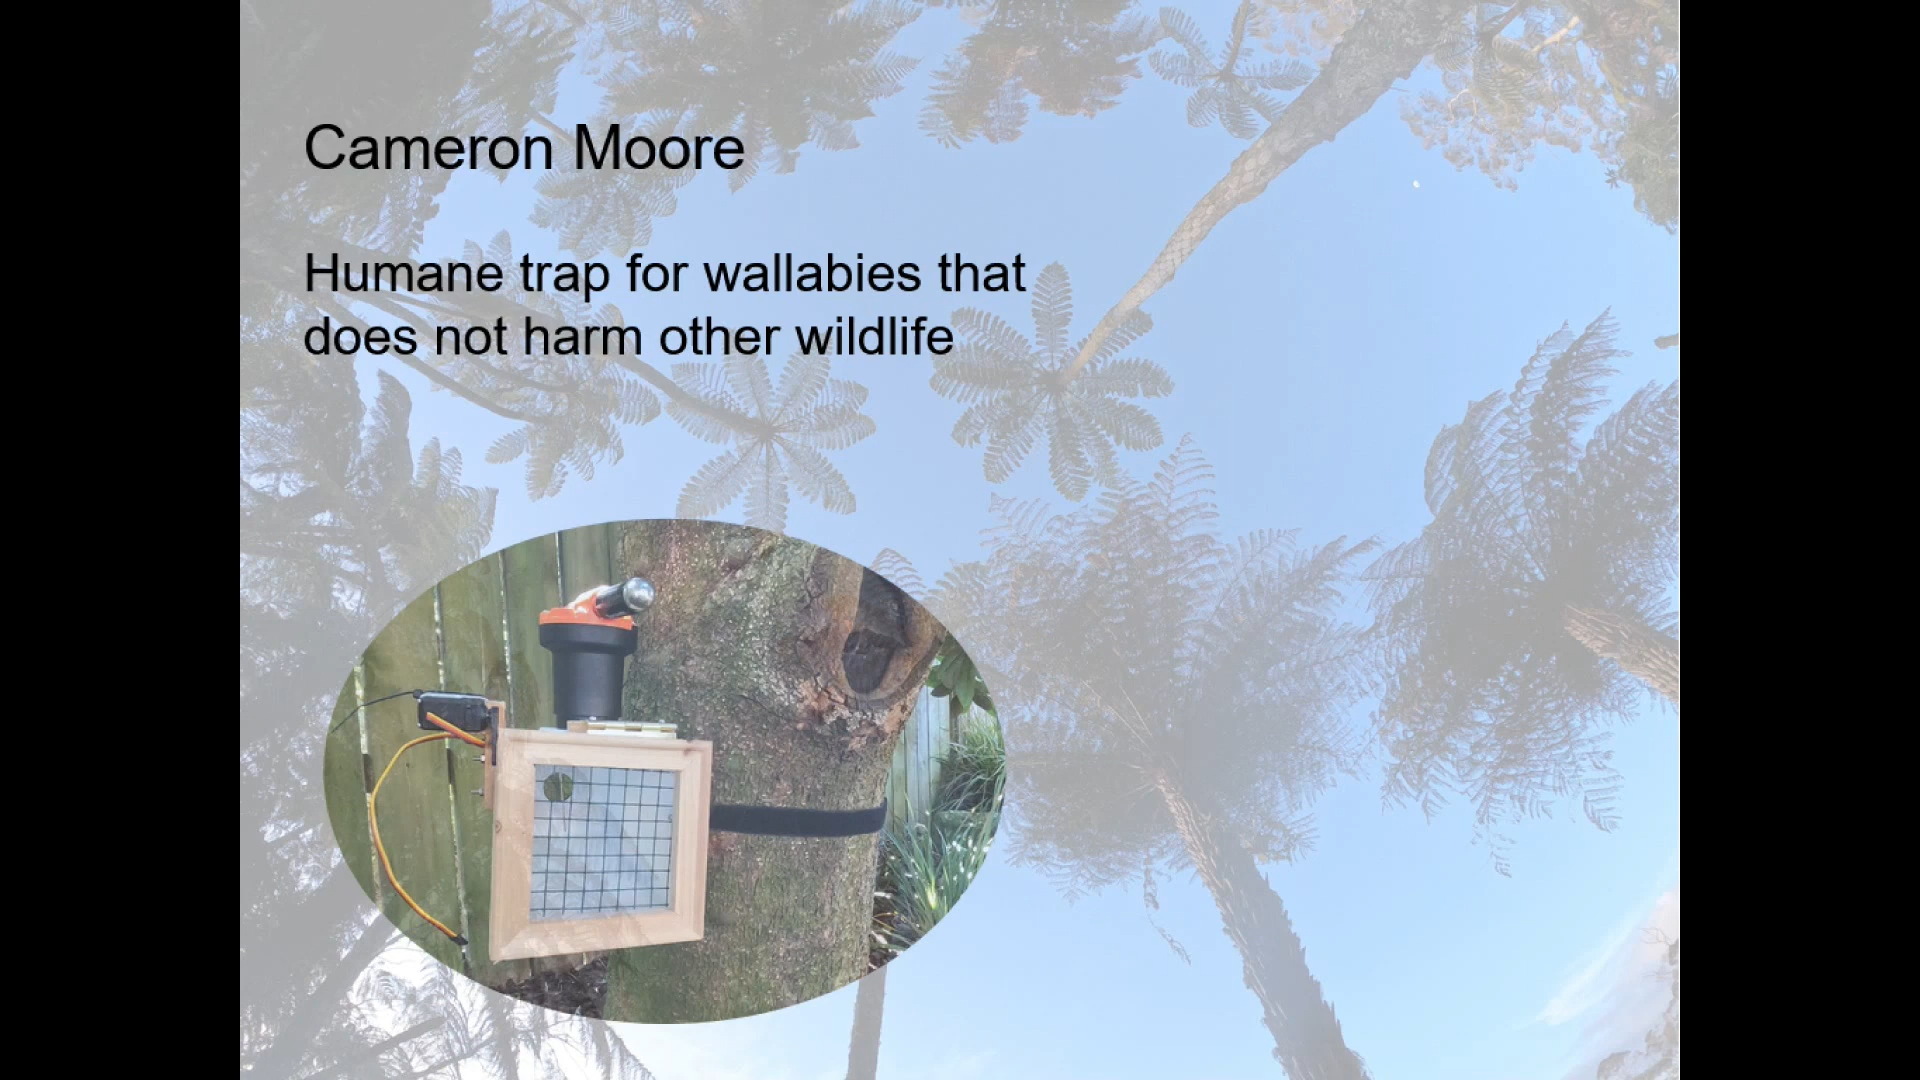 Cameron Moore
Humane trap for wallabies that
does not harm other wildlife